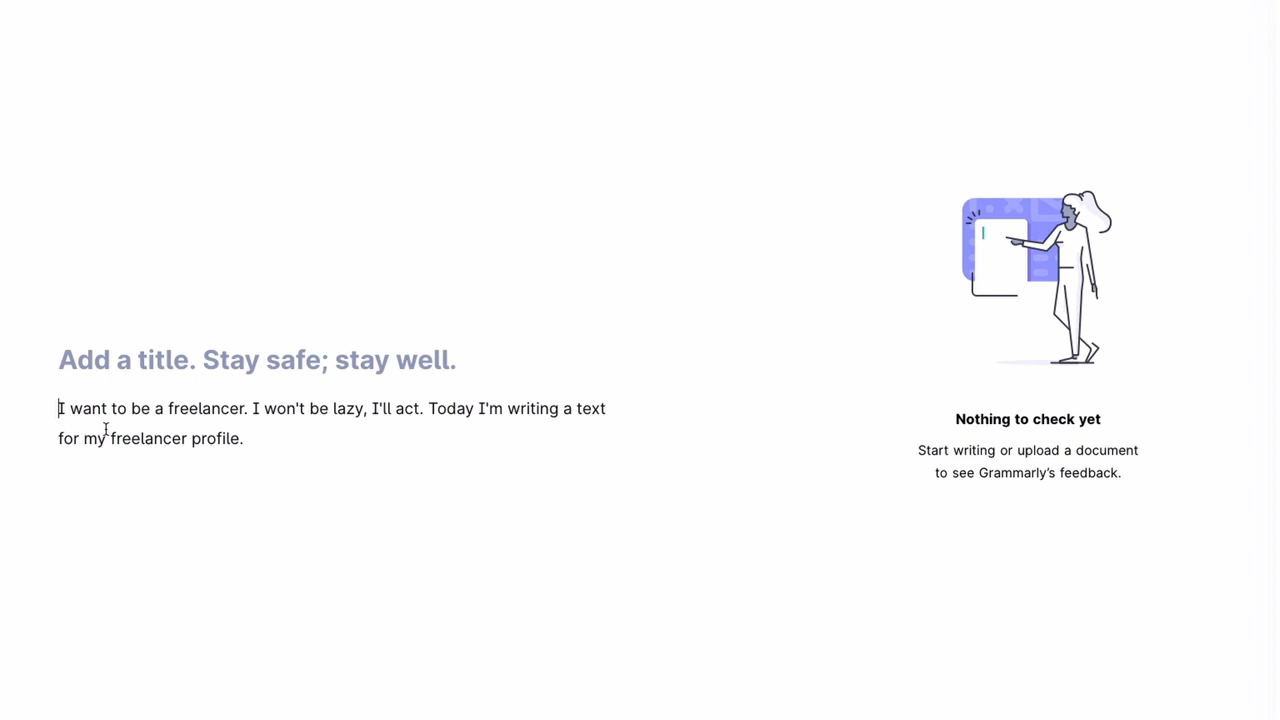 Add a title. Stay safe; stay well.
I want to be a freelancer. I won't be lazy, I'll act. Today I'm writing a text
for my freelancer profile.
Nothing to check yet
Start writing or upload a document
to see Grammarly’s feedback.